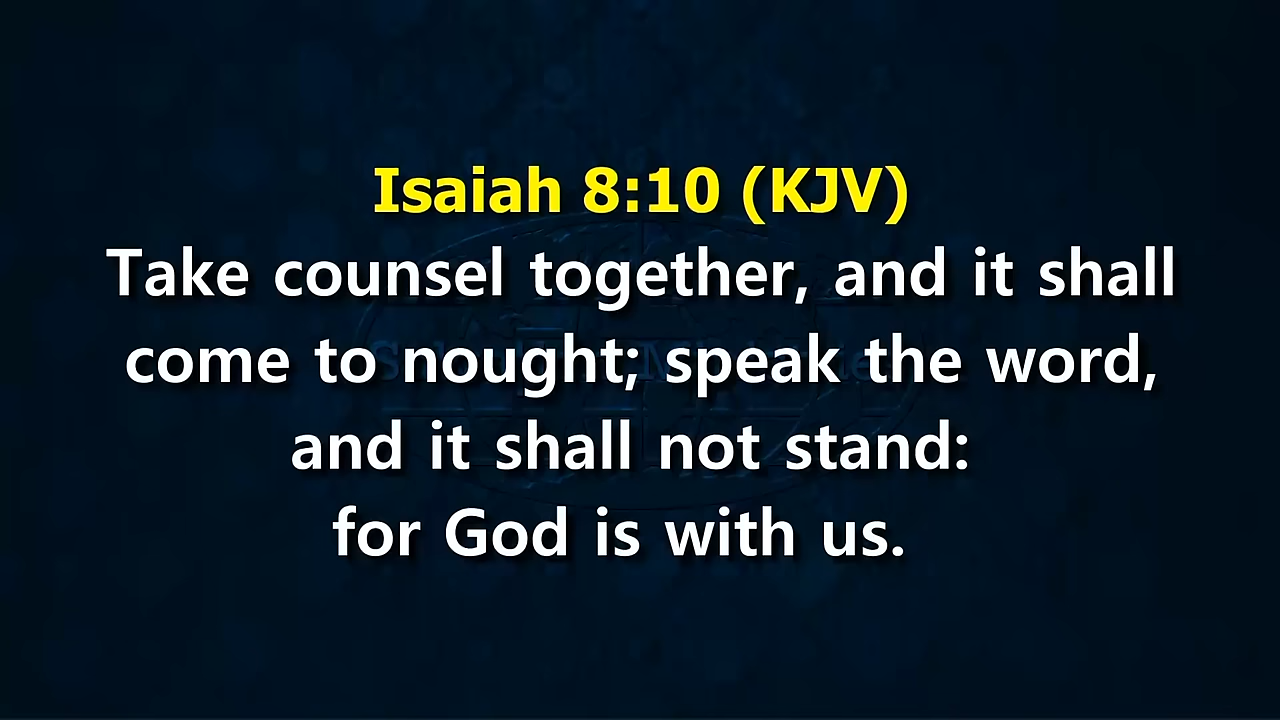 Isaiah 8:10 (KJV)
Take counsel together, and it shall
come to nought; speak the word,
and it shall not stand:
for God is with us.